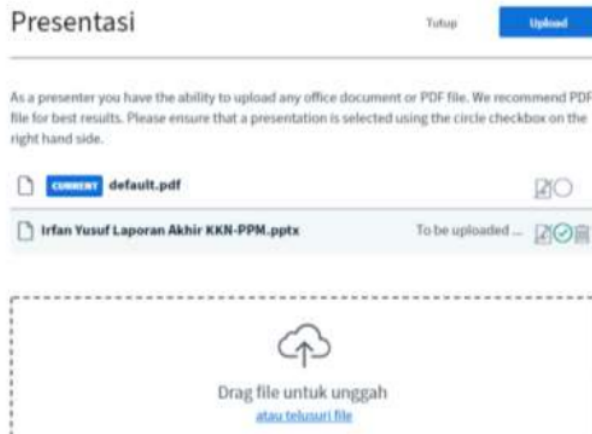 Presentasi
Tutup
Upload
As a presenter you have the ability to upload any office document or PDF file. We recommend PDF
file for best results. Please ensure that a presentation is selected using the circle checkbox on the
right hand side.
CURRENT default.pdf
Irfan Yusuf Laporan Akhir KKN-PPM.pptx To be uploaded ...
Drag file untuk unggah
atau telusuri file